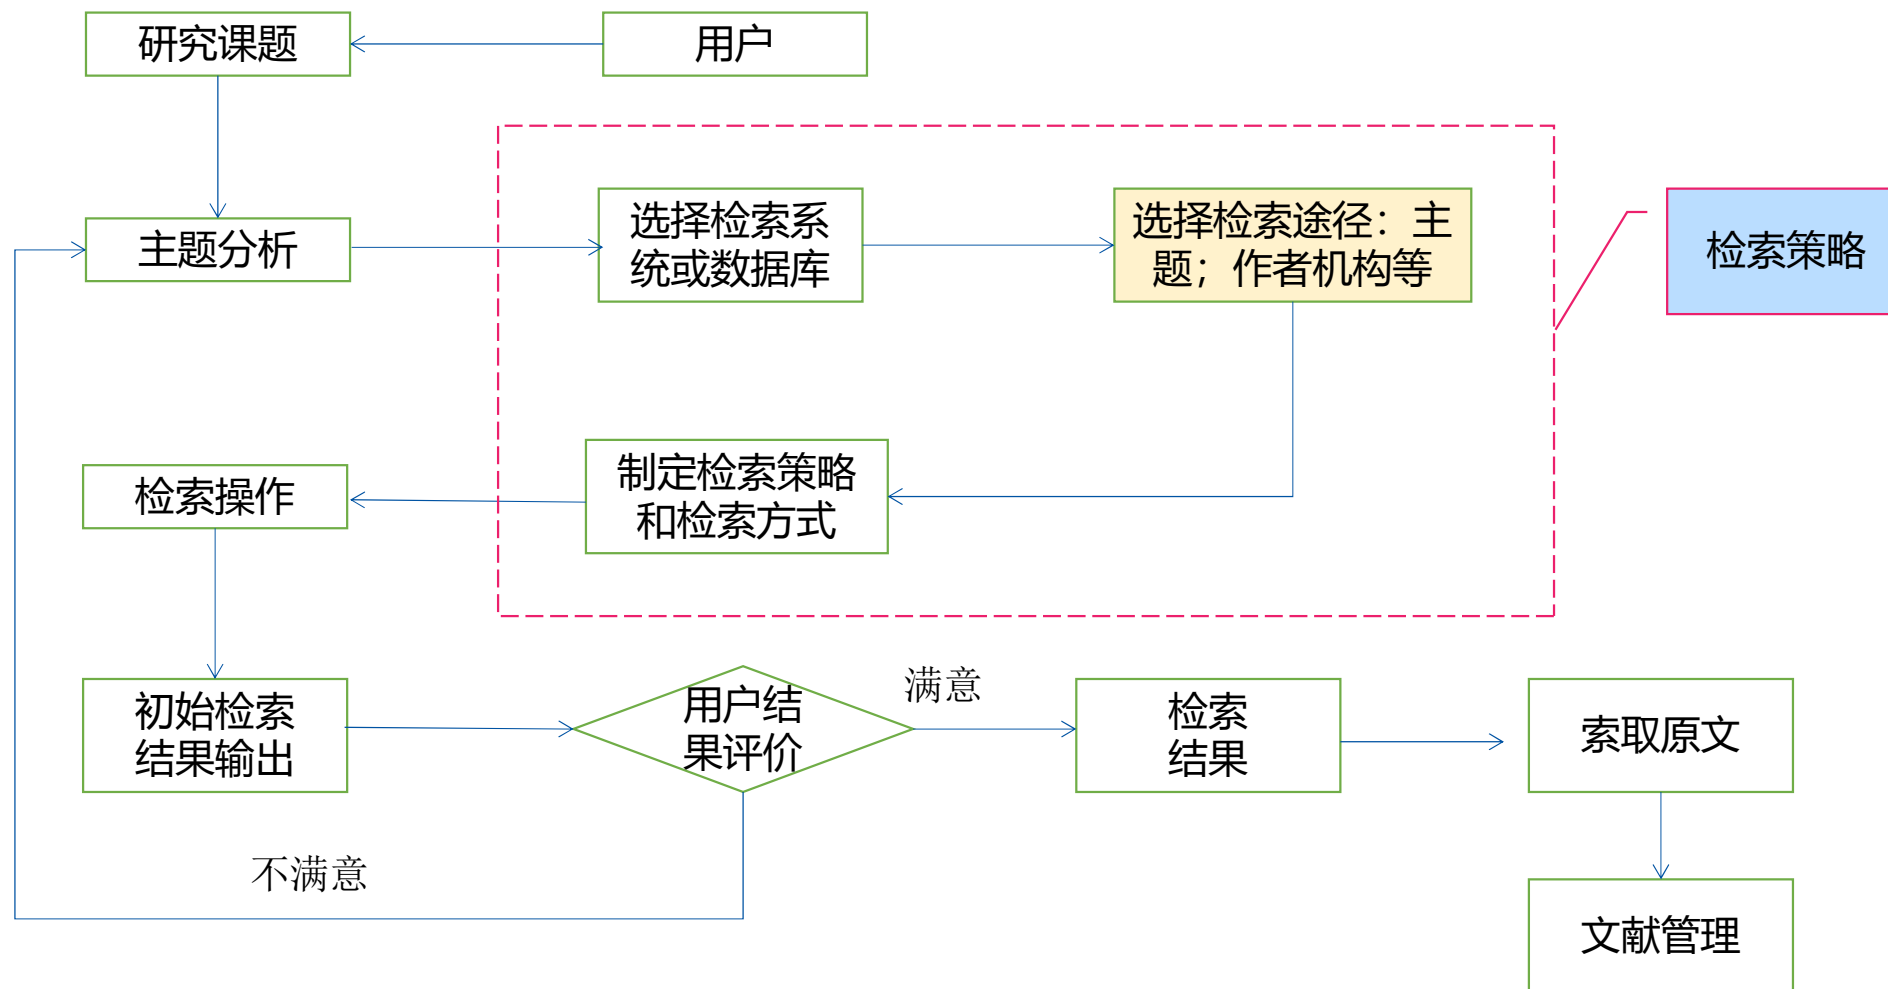 研究课题
用户
主题分析
选择检索系
统或数据库
选择检索途径：主
题；作者机构等
检索策略
检索操作
制定检索策略
和检索方式
初始检索
结果输出
用户结
果评价
满意
检索
结果
索取原文
不满意
文献管理